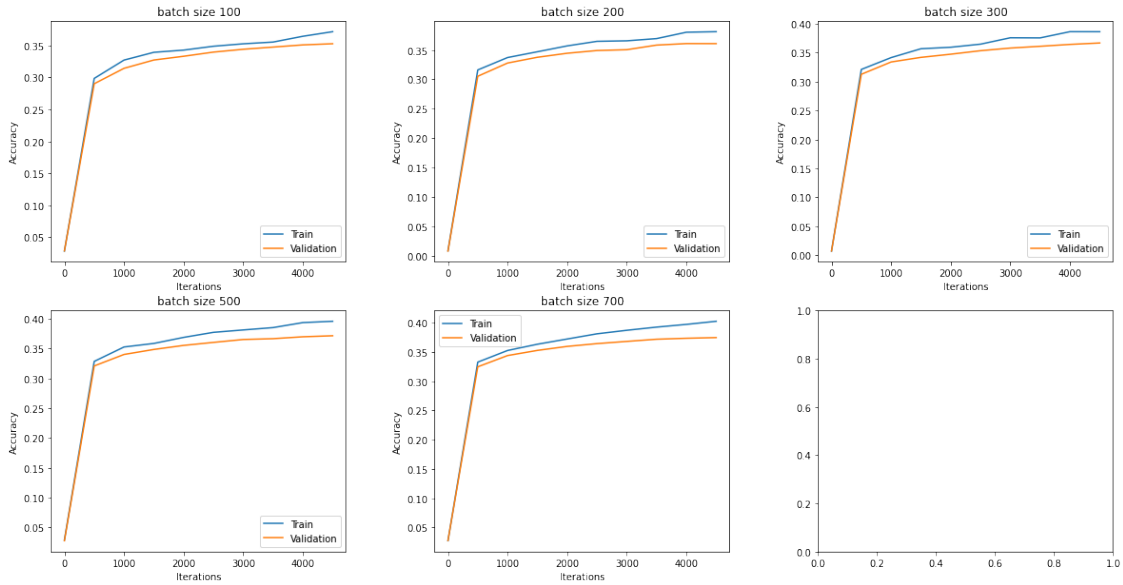 batch size 100
0.35
0.30
0.25
0.20
0.15
0.10
0.05
Accuracy
Train
Validation
0 1000 2000 3000 4000
Iterations
batch size 200
0.35
0.30
0.25
0.20
0.15
0.10
0.05
0.00
Accuracy
Train
Validation
0 1000 2000 3000 4000
Iterations
batch size 300
0.40
0.35
0.30
0.25
0.20
0.15
0.10
0.05
0.00
Accuracy
Train
Validation
0 1000 2000 3000 4000
Iterations
batch size 500
0.40
0.35
0.30
0.25
0.20
0.15
0.10
0.05
Accuracy
Train
Validation
0 1000 2000 3000 4000
Iterations
batch size 700
0.40
0.35
0.30
0.25
0.20
0.15
0.10
0.05
Accuracy
Train
Validation
0 1000 2000 3000 4000
Iterations
1.0
0.8
0.6
0.4
0.2
0.0
0.0 0.2 0.4 0.6 0.8 1.0